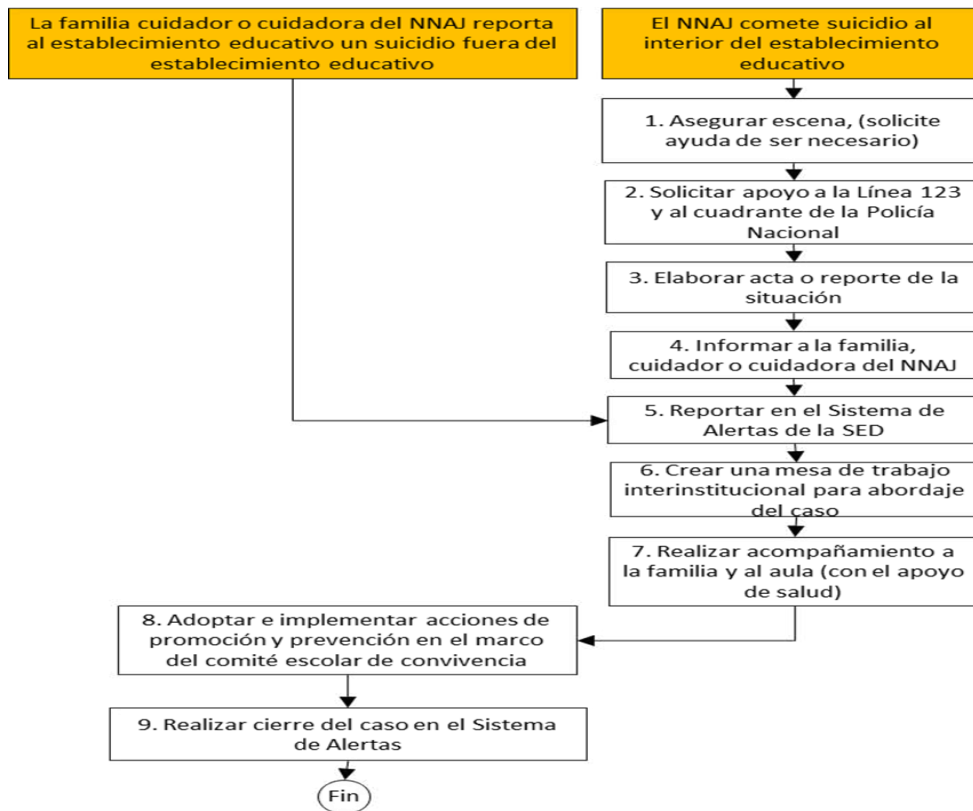 La familia cuidador o cuidadora del NNAJ reporta
al establecimiento educativo un suicidio fuera del
establecimiento educativo
El NNAJ comete suicidio al
interior del establecimiento
educativo
1. Asegurar escena, (solicite
ayuda de ser necesario)
2. Solicitar apoyo a la Línea 123
y al cuadrante de la Policía
Nacional
3. Elaborar acta o reporte de la
situación
4. Informar a la familia,
cuidador o cuidadora del NNAJ
5. Reportar en el Sistema de
Alertas de la SED
6. Crear una mesa de trabajo
interinstitucional para abordaje
del caso
7. Realizar acompañamiento a
la familia y al aula (con el apoyo
de salud)
8. Adoptar e implementar acciones de
promoción y prevención en el marco
del comité escolar de convivencia
9. Realizar cierre del caso en el Sistema
de Alertas
Fin